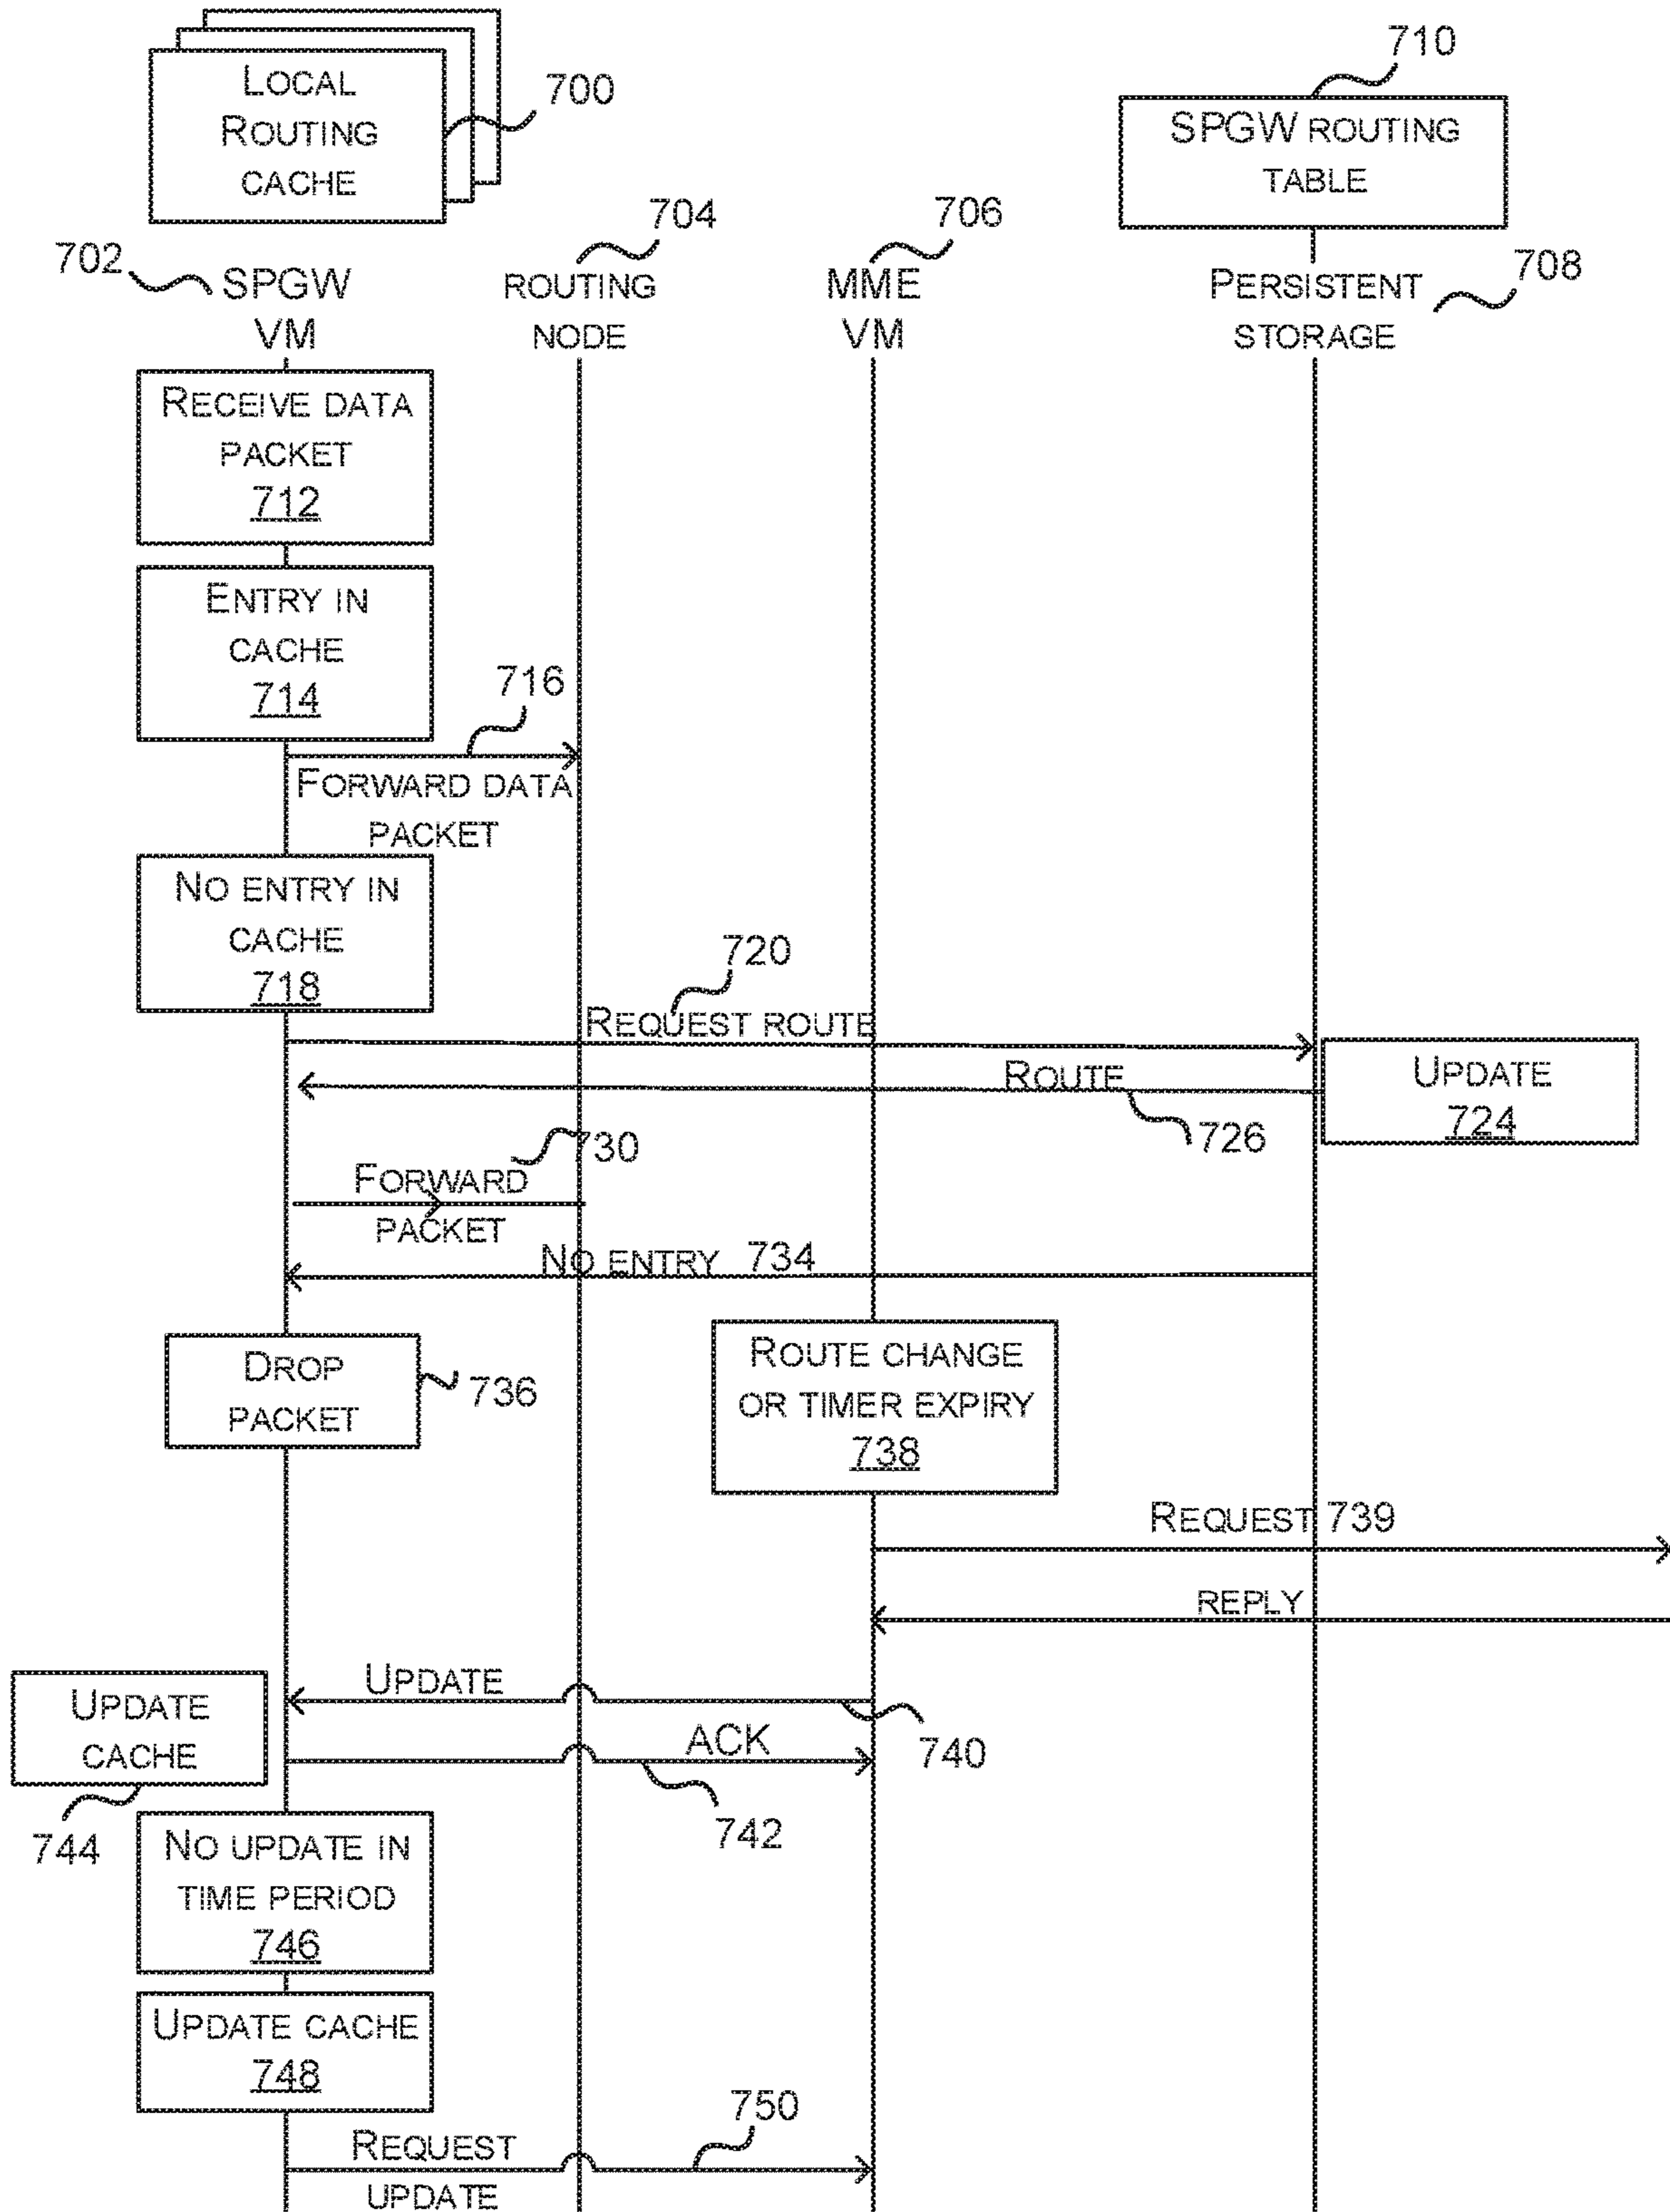 Local
Routing
cache
700
710
SPGW routing
table
702
SPGW
VM
704
routing
node
706
MME
VM
Persistent
storage
708
Receive data
packet
712
Entry in
cache
714
716
Forward data
packet
No entry in
cache
718
720
Request route
Route
726
Update
724
730
Forward
packet
No entry 734
Drop
packet
736
Route change
or timer expiry
738
Request 739
reply
Update
740
ACK
742
Update
cache
744
No update in
time period
746
Update cache
748
750
Request
update